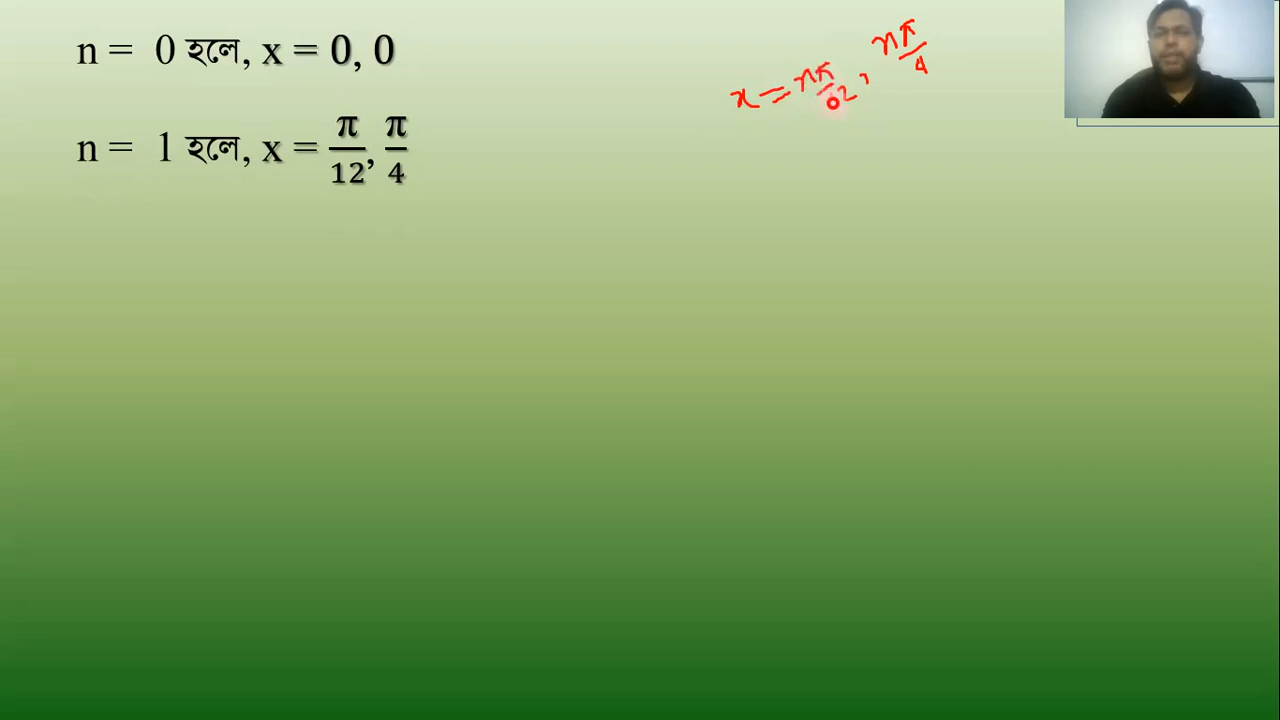 n = 0 হলে, x = 0, 0
n = 1 হলে, x = π/12, π/4
x = nπ/12, nπ/4